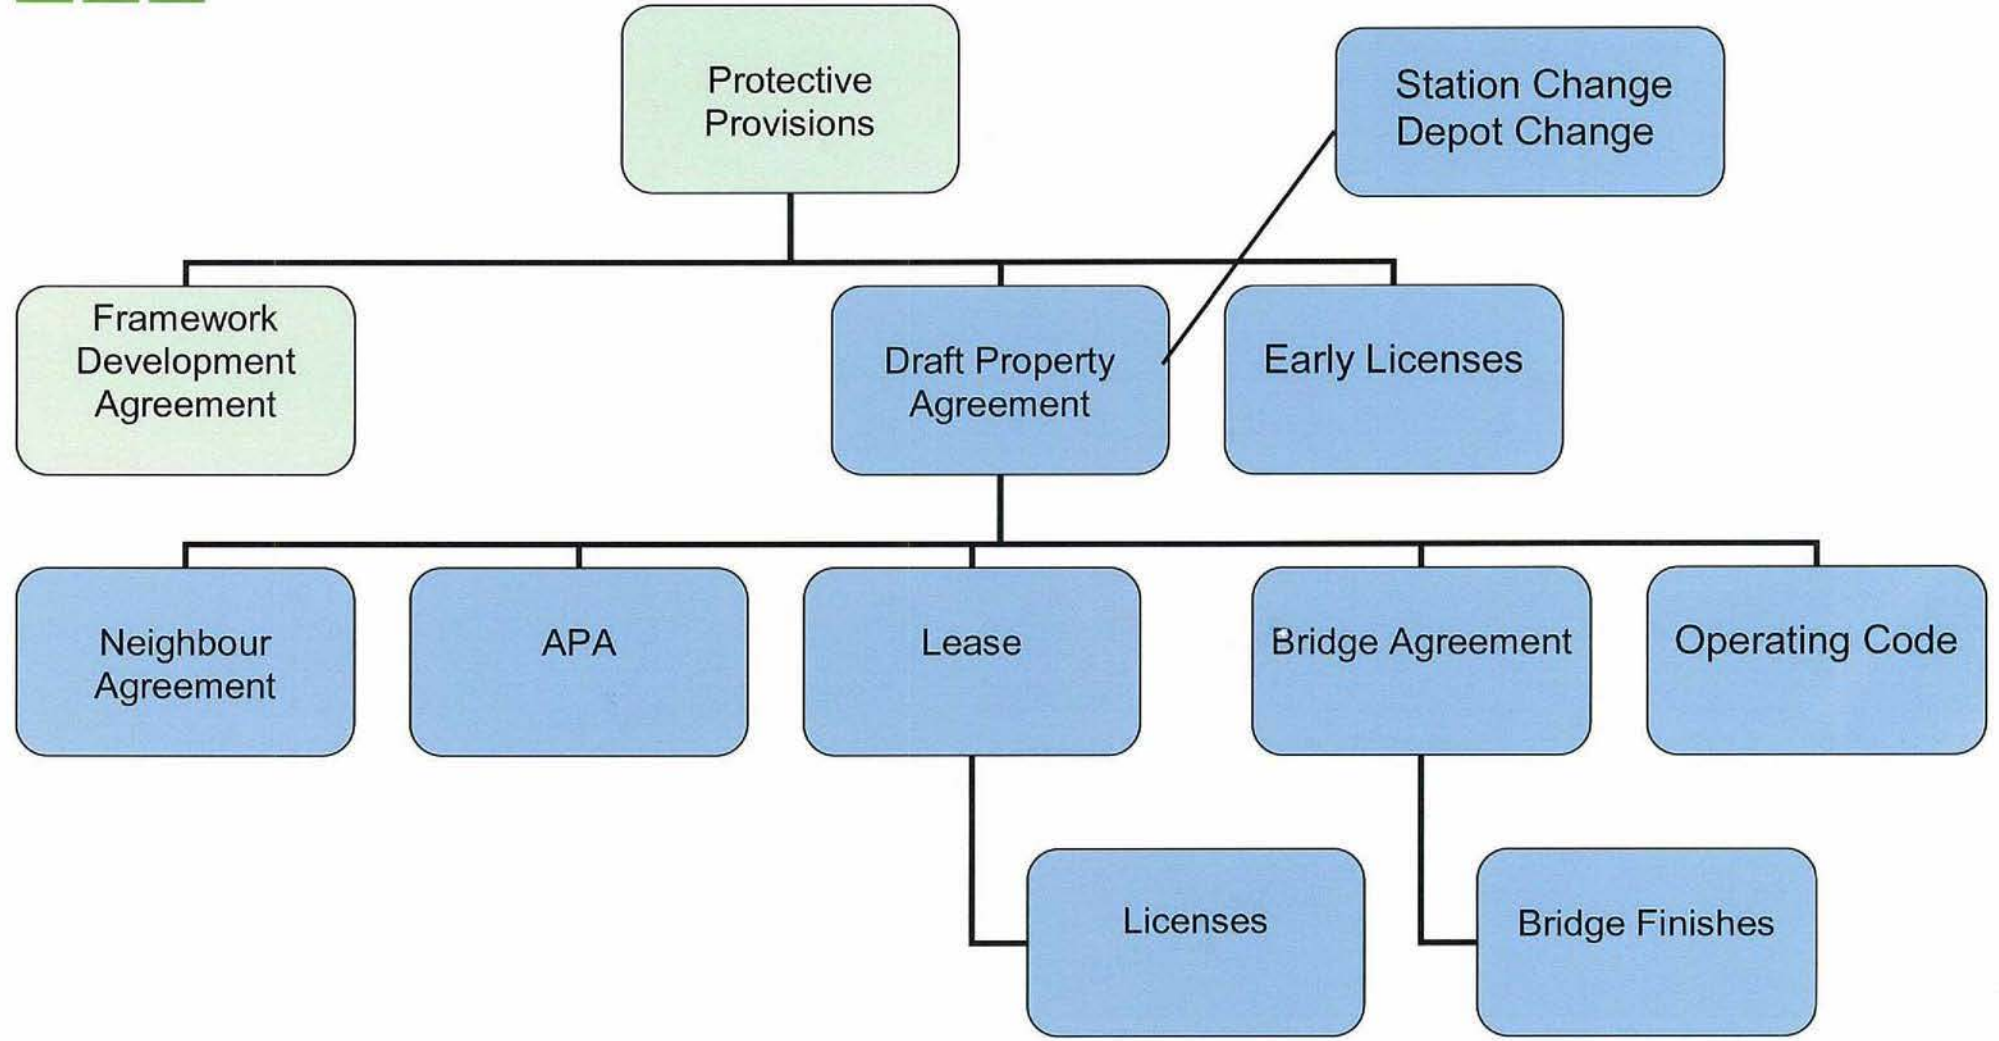 Protective
Provisions
Station Change
Depot Change
Framework
Development
Agreement
Draft Property
Agreement
Early Licenses
Neighbour
Agreement
APA
Lease
Bridge Agreement
Operating Code
Licenses
Bridge Finishes